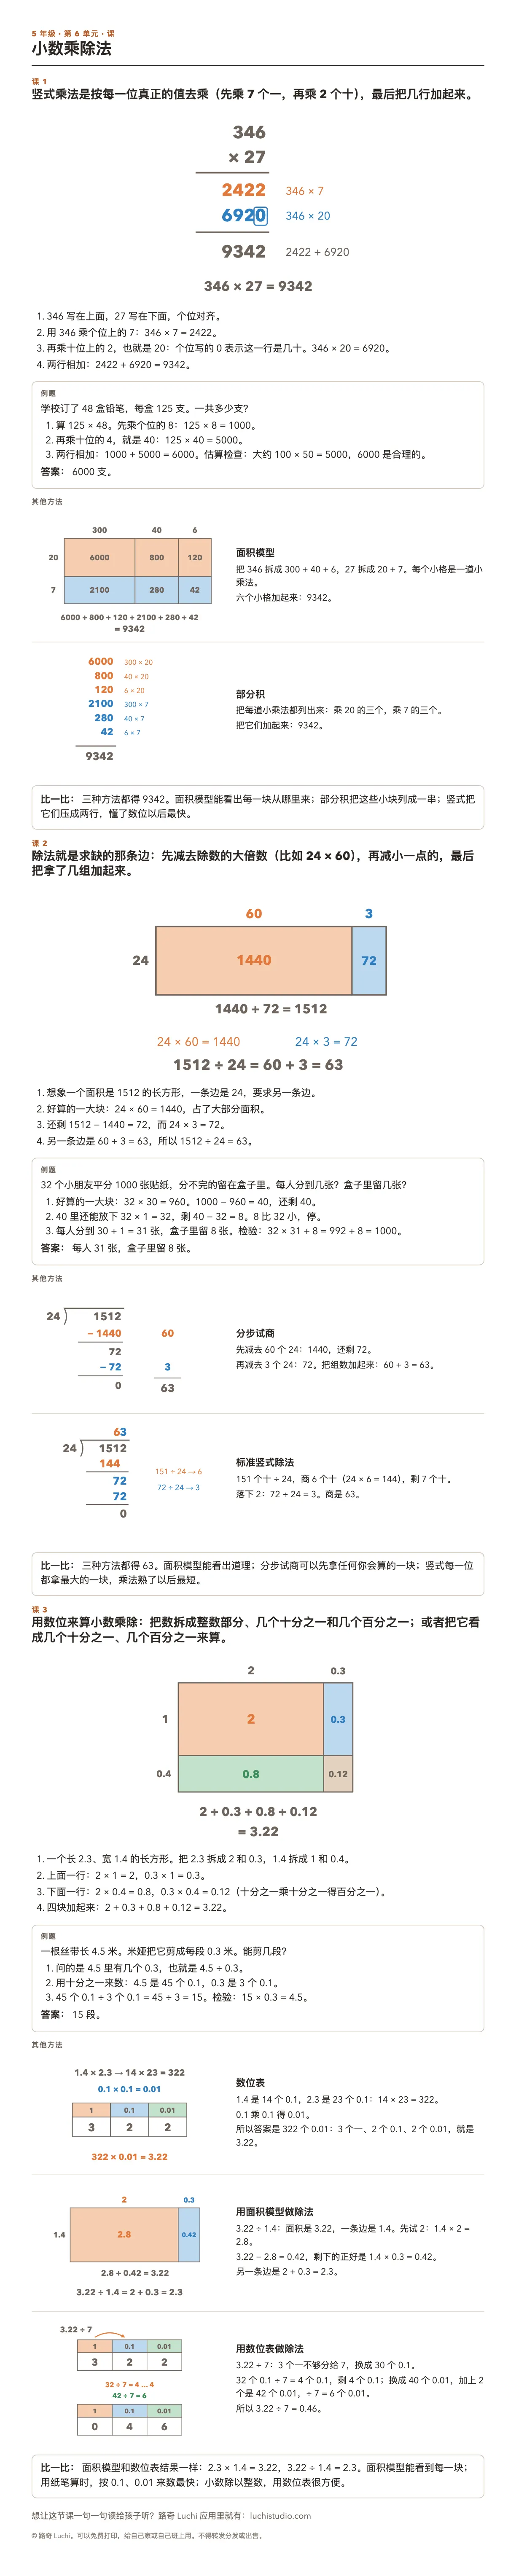 5 年级 · 第 6 单元 · 课
小数乘除法
课 1
竖式乘法是按每一位真正的值去乘（先乘 7 个一，再乘 2 个十），最后把几行加起来。
346
× 27
2422 346 × 7
6920 346 × 20
9342 2422 + 6920
346 × 27 = 9342
1. 346 写在上面，27 写在下面，个位对齐。
2. 用 346 乘个位上的 7：346 × 7 = 2422。
3. 再乘十位上的 2，也就是 20：个位写的 0 表示这一行是几十。346 × 20 = 6920。
4. 两行相加：2422 + 6920 = 9342。
例题
学校订了 48 盒铅笔，每盒 125 支。一共多少支？
1. 算 125 × 48。先乘个位的 8：125 × 8 = 1000。
2. 再乘十位的 4，就是 40：125 × 40 = 5000。
3. 两行相加：1000 + 5000 = 6000。估算检查：大约 100 × 50 = 5000，6000 是合理的。
答案： 6000 支。
其他方法
300 40 6
20 6000 800 120
7 2100 280 42
6000 + 800 + 120 + 2100 + 280 + 42
= 9342
面积模型
把 346 拆成 300 + 40 + 6，27 拆成 20 + 7。每个小格是一道小
乘法。
六个小格加起来：9342。
6000 300 × 20
800 40 × 20
120 6 × 20
2100 300 × 7
280 40 × 7
42 6 × 7
9342
部分积
把每道小乘法都列出来：乘 20 的三个，乘 7 的三个。
把它们加起来：9342。
比一比： 三种方法都得 9342。面积模型能看出每一块从哪里来；部分积把这些小块列成一串；竖式把
它们压成两行，懂了数位以后最快。
课 2
除法就是求缺的那条边：先减去除数的大倍数（比如 24 × 60），再减小一点的，最后
把拿了几组加起来。
60 3
24 1440 72
1440 + 72 = 1512
24 × 60 = 1440 24 × 3 = 72
1512 ÷ 24 = 60 + 3 = 63
1. 想象一个面积是 1512 的长方形，一条边是 24，要求另一条边。
2. 好算的一大块：24 × 60 = 1440，占了大部分面积。
3. 还剩 1512 − 1440 = 72，而 24 × 3 = 72。
4. 另一条边是 60 + 3 = 63，所以 1512 ÷ 24 = 63。
例题
32 个小朋友平分 1000 张贴纸，分不完的留在盒子里。每人分到几张？盒子里留几张？
1. 好算的一大块：32 × 30 = 960。1000 − 960 = 40，还剩 40。
2. 40 里还能放下 32 × 1 = 32，剩 40 − 32 = 8。8 比 32 小，停。
3. 每人分到 30 + 1 = 31 张，盒子里留 8 张。检验：32 × 31 + 8 = 992 + 8 = 1000。
答案： 每人 31 张，盒子里留 8 张。
其他方法
24 ) 1512
− 1440 60
72
− 72 3
0 63
分步试商
先减去 60 个 24：1440，还剩 72。
再减去 3 个 24：72。把组数加起来：60 + 3 = 63。
63
24 ) 1512
144 151 ÷ 24 → 6
72 72 ÷ 24 → 3
72
0
标准竖式除法
151 个十 ÷ 24，商 6 个十（24 × 6 = 144），剩 7 个十。
落下 2：72 ÷ 24 = 3。商是 63。
比一比： 三种方法都得 63。面积模型能看出道理；分步试商可以先拿任何你会算的一块；竖式每一位
都拿最大的一块，乘法熟了以后最短。
课 3
用数位来算小数乘除：把数拆成整数部分、几个十分之一和几个百分之一；或者把它看
成几个十分之一、几个百分之一来算。
2 0.3
1 2 0.3
0.4 0.8 0.12
2 + 0.3 + 0.8 + 0.12
= 3.22
1. 一个长 2.3、宽 1.4 的长方形。把 2.3 拆成 2 和 0.3，1.4 拆成 1 和 0.4。
2. 上面一行：2 × 1 = 2，0.3 × 1 = 0.3。
3. 下面一行：2 × 0.4 = 0.8，0.3 × 0.4 = 0.12（十分之一乘十分之一得百分之一）。
4. 四块加起来：2 + 0.3 + 0.8 + 0.12 = 3.22。
例题
一根丝带长 4.5 米。米娅把它剪成每段 0.3 米。能剪几段？
1. 问的是 4.5 里有几个 0.3，也就是 4.5 ÷ 0.3。
2. 用十分之一来数：4.5 是 45 个 0.1，0.3 是 3 个 0.1。
3. 45 个 0.1 ÷ 3 个 0.1 = 45 ÷ 3 = 15。检验：15 × 0.3 = 4.5。
答案： 15 段。
其他方法
1.4 × 2.3 → 14 × 23 = 322
0.1 × 0.1 = 0.01
1 0.1 0.01
3 2 2
322 × 0.01 = 3.22
数位表
1.4 是 14 个 0.1，2.3 是 23 个 0.1：14 × 23 = 322。
0.1 乘 0.1 得 0.01。
所以答案是 322 个 0.01：3 个一、2 个 0.1、2 个 0.01，就是
3.22。
2 0.3
1.4 2.8 0.42
2.8 + 0.42 = 3.22
3.22 ÷ 1.4 = 2 + 0.3 = 2.3
用面积模型做除法
3.22 ÷ 1.4：面积是 3.22，一条边是 1.4。先试 2：1.4 × 2 =
2.8。
3.22 − 2.8 = 0.42，剩下的正好是 1.4 × 0.3 = 0.42。
另一条边是 2 + 0.3 = 2.3。
3.22 ÷ 7
1 0.1 0.01
3 2 2
32 ÷ 7 = 4 … 4
42 ÷ 7 = 6
1 0.1 0.01
0 4 6
用数位表做除法
3.22 ÷ 7：3 个一不够分给 7，换成 30 个 0.1。
32 个 0.1 ÷ 7 = 4 个 0.1，剩 4 个 0.1；换成 40 个 0.01，加上 2
个是 42 个 0.01，÷ 7 = 6 个 0.01。
所以 3.22 ÷ 7 = 0.46。
比一比： 面积模型和数位表结果一样：2.3 × 1.4 = 3.22，3.22 ÷ 1.4 = 2.3。面积模型能看到每一块；
用纸笔算时，按 0.1、0.01 来数最快；小数除以整数，用数位表很方便。
想让这节课一句一句读给孩子听？路奇 Luchi 应用里就有：luchistudio.com
© 路奇 Luchi。可以免费打印，给自己家或自己班上用。不得转发分发或出售。